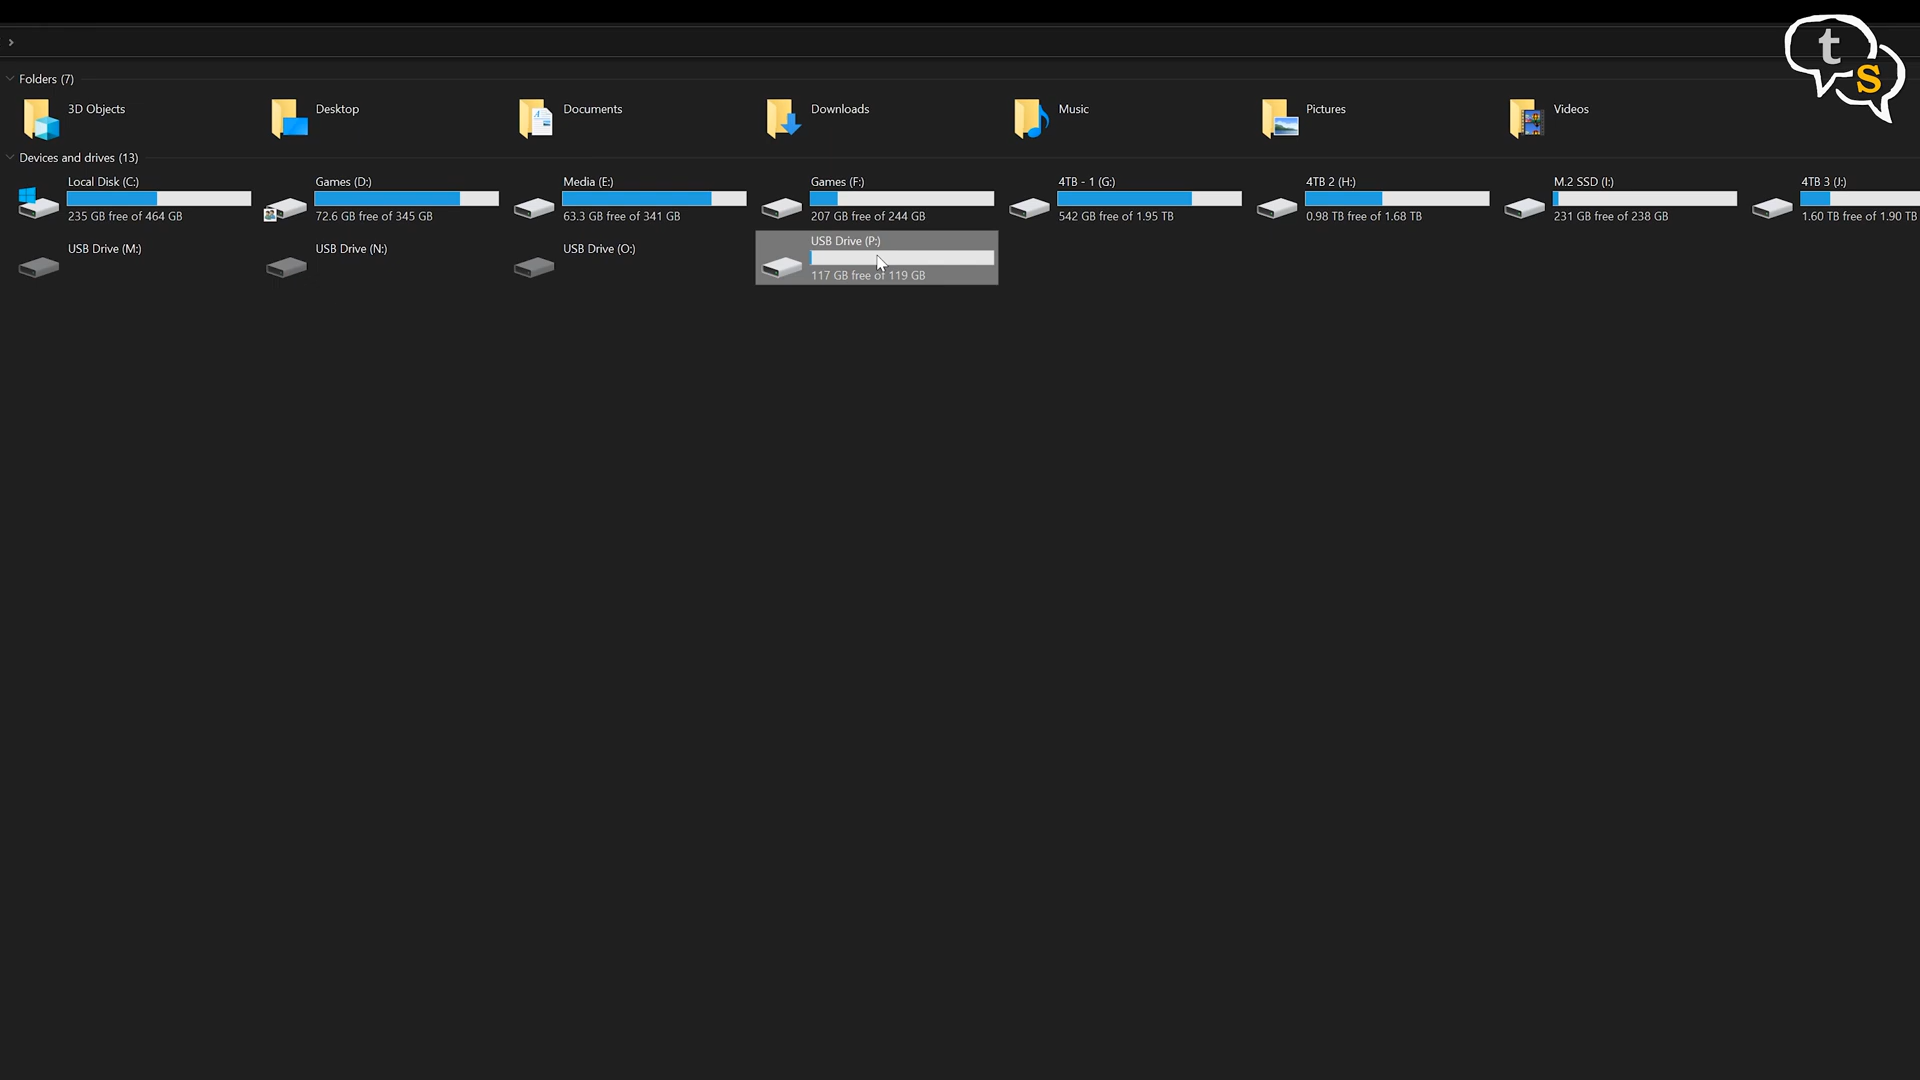 t
s
Folders (7)
3D Objects
Desktop
Documents
Downloads
Music
Pictures
Videos
Devices and drives (13)
Local Disk (C:)
235 GB free of 464 GB
Games (D:)
72.6 GB free of 345 GB
Media (E:)
63.3 GB free of 341 GB
Games (F:)
207 GB free of 244 GB
4TB - 1 (G:)
542 GB free of 1.95 TB
4TB 2 (H:)
0.98 TB free of 1.68 TB
M.2 SSD (I:)
231 GB free of 238 GB
4TB 3 (J:)
1.60 TB free of 1.90 TB
USB Drive (M:)
USB Drive (N:)
USB Drive (O:)
USB Drive (P:)
117 GB free of 119 GB